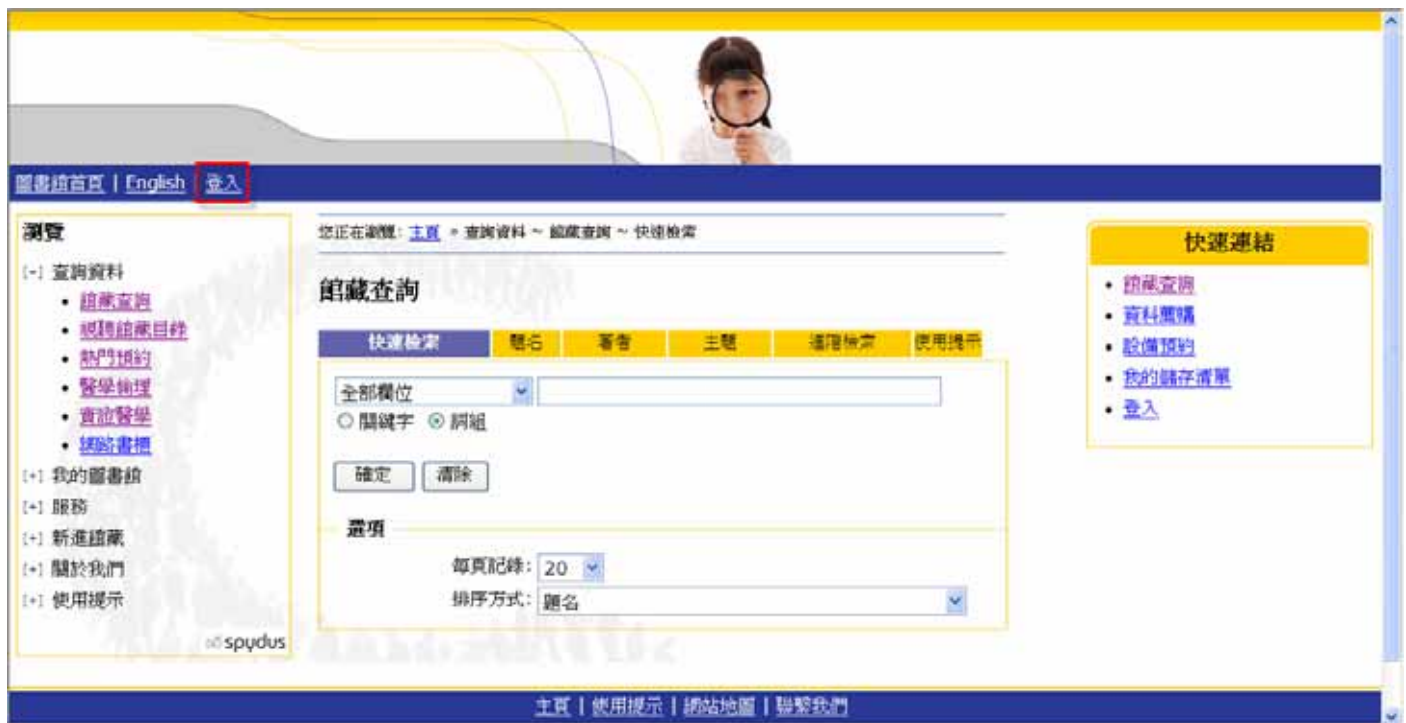 圖書館首頁 | English 登入
瀏覽
[-] 查詢資料
• 館藏查詢
• 視聽館藏目錄
• 熱門預約
• 醫學倫理
• 實證醫學
• 網路書櫃
[+] 我的圖書館
[+] 服務
[+] 新進館藏
[+] 關於我們
[+] 使用提示
spydus
您正在瀏覽: 主頁 » 查詢資料 ~ 館藏查詢 ~ 快速檢索
館藏查詢
快速檢索 題名 著者 主題 進階檢索 使用提示
全部欄位
關鍵字 詞組
確定 清除
選項
每頁記錄: 20
排序方式: 題名
快速連結
• 館藏查詢
• 資料薦購
• 設備預約
• 我的儲存清單
• 登入
主頁 | 使用提示 | 網站地圖 | 聯繫我們